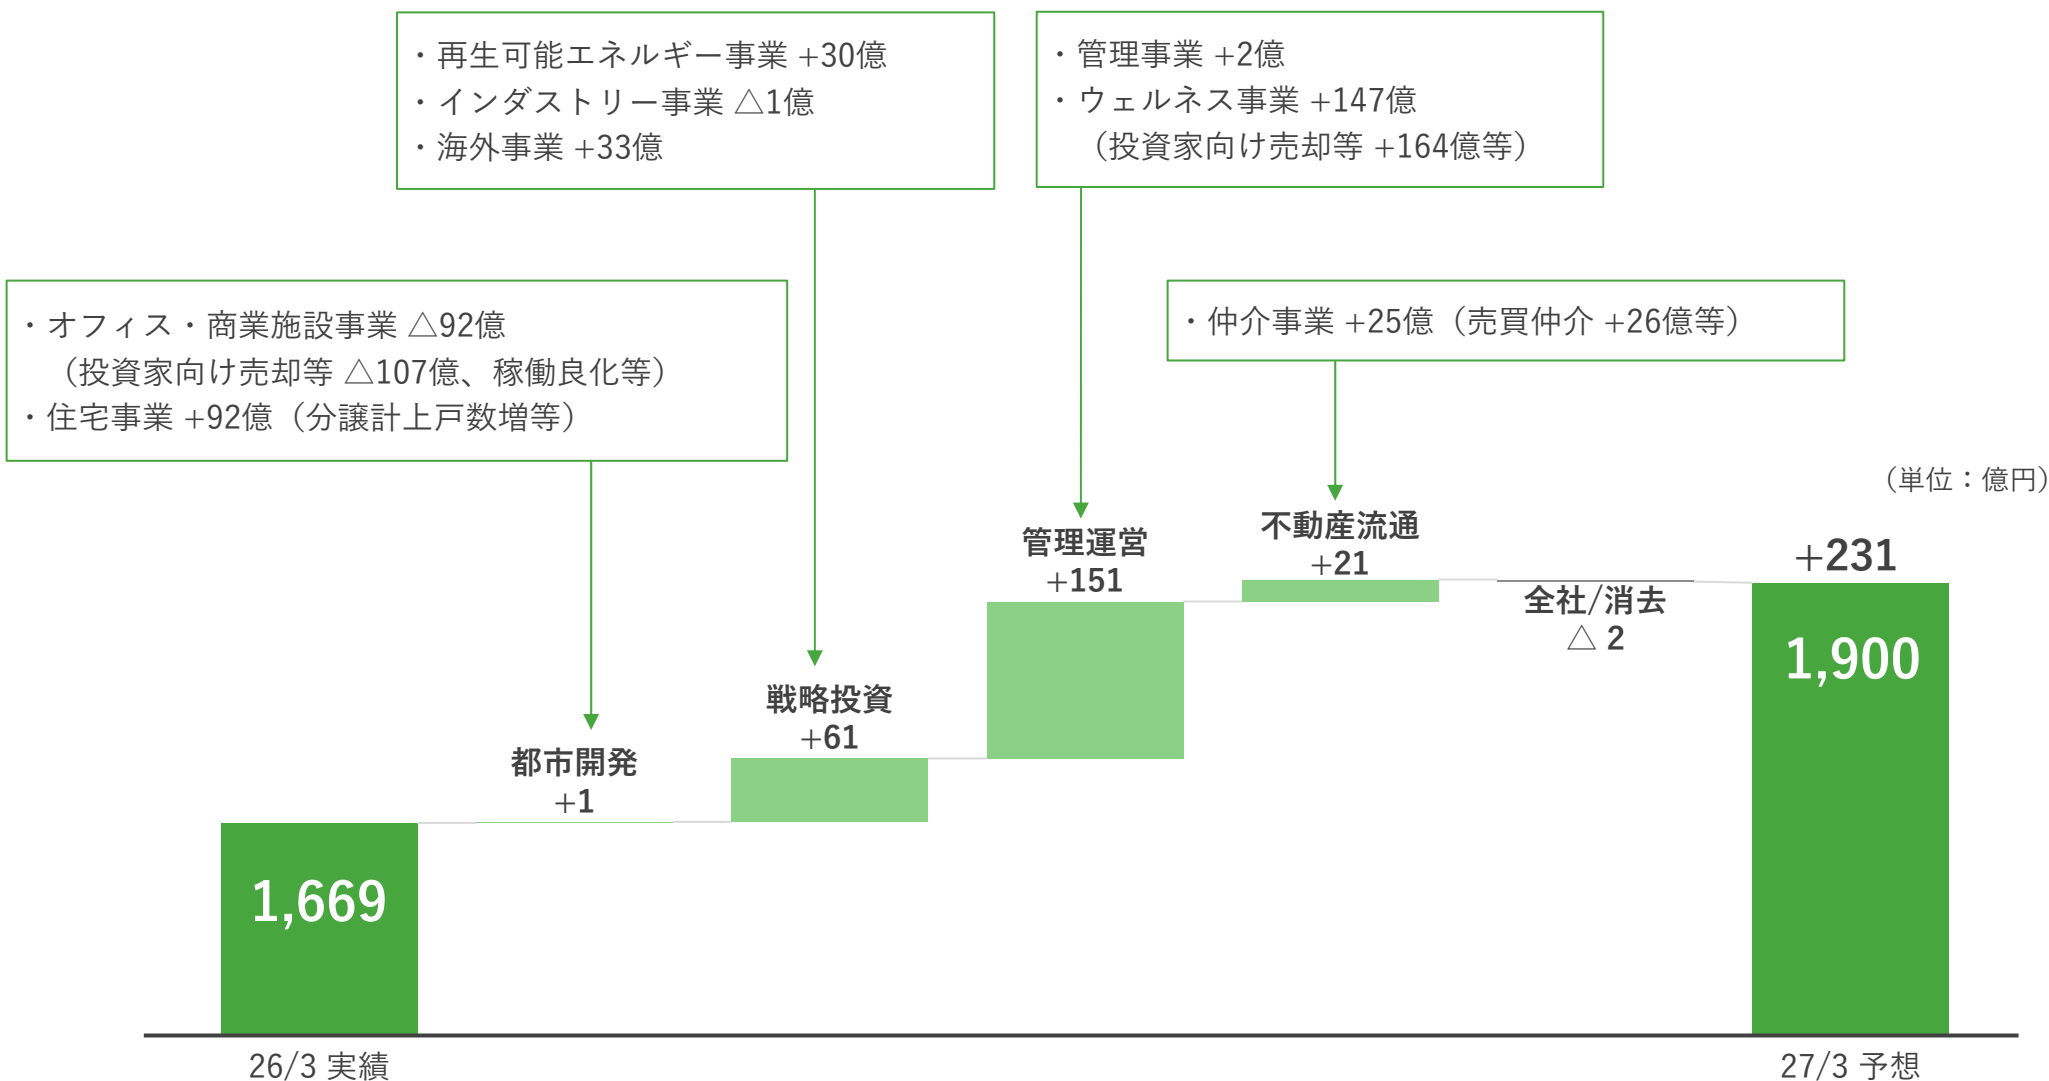 ・再生可能エネルギー事業 +30億
・インダストリー事業 △1億
・海外事業 +33億
・管理事業 +2億
・ウェルネス事業 +147億
（投資家向け売却等 +164億等）
・オフィス・商業施設事業 △92億
（投資家向け売却等 △107億、稼働良化等）
・住宅事業 +92億（分譲計上戸数増等）
・仲介事業 +25億（売買仲介 +26億等）
（単位：億円）
都市開発
+1
戦略投資
+61
管理運営
+151
不動産流通
+21
全社/消去
△ 2
+231
1,669
1,900
26/3 実績
27/3 予想